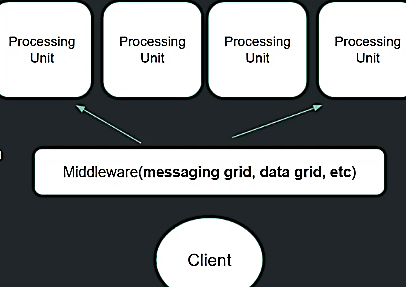 Processing
Unit
Processing
Unit
Processing
Unit
Processing
Unit
Middleware(messaging grid, data grid, etc)
Client